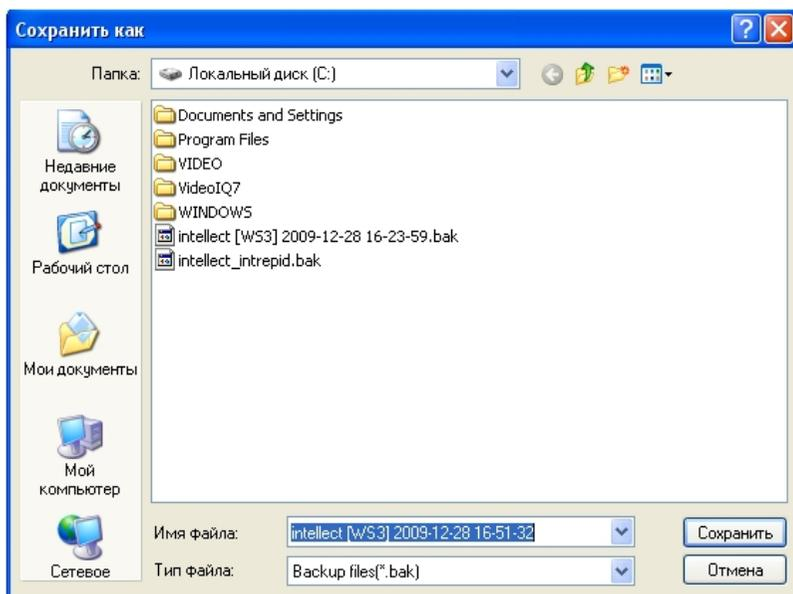 Сохранить как
Папка:
Локальный диск (C:)
Недавние
документы
Рабочий стол
Мои документы
Мой
компьютер
Сетевое
Documents and Settings
Program Files
VIDEO
VideoIQ7
WINDOWS
intellect [WS3] 2009-12-28 16-23-59.bak
intellect_intrepid.bak
Имя файла:
intellect [WS3] 2009-12-28 16-51-32
Сохранить
Тип файла:
Backup files(*.bak)
Отмена